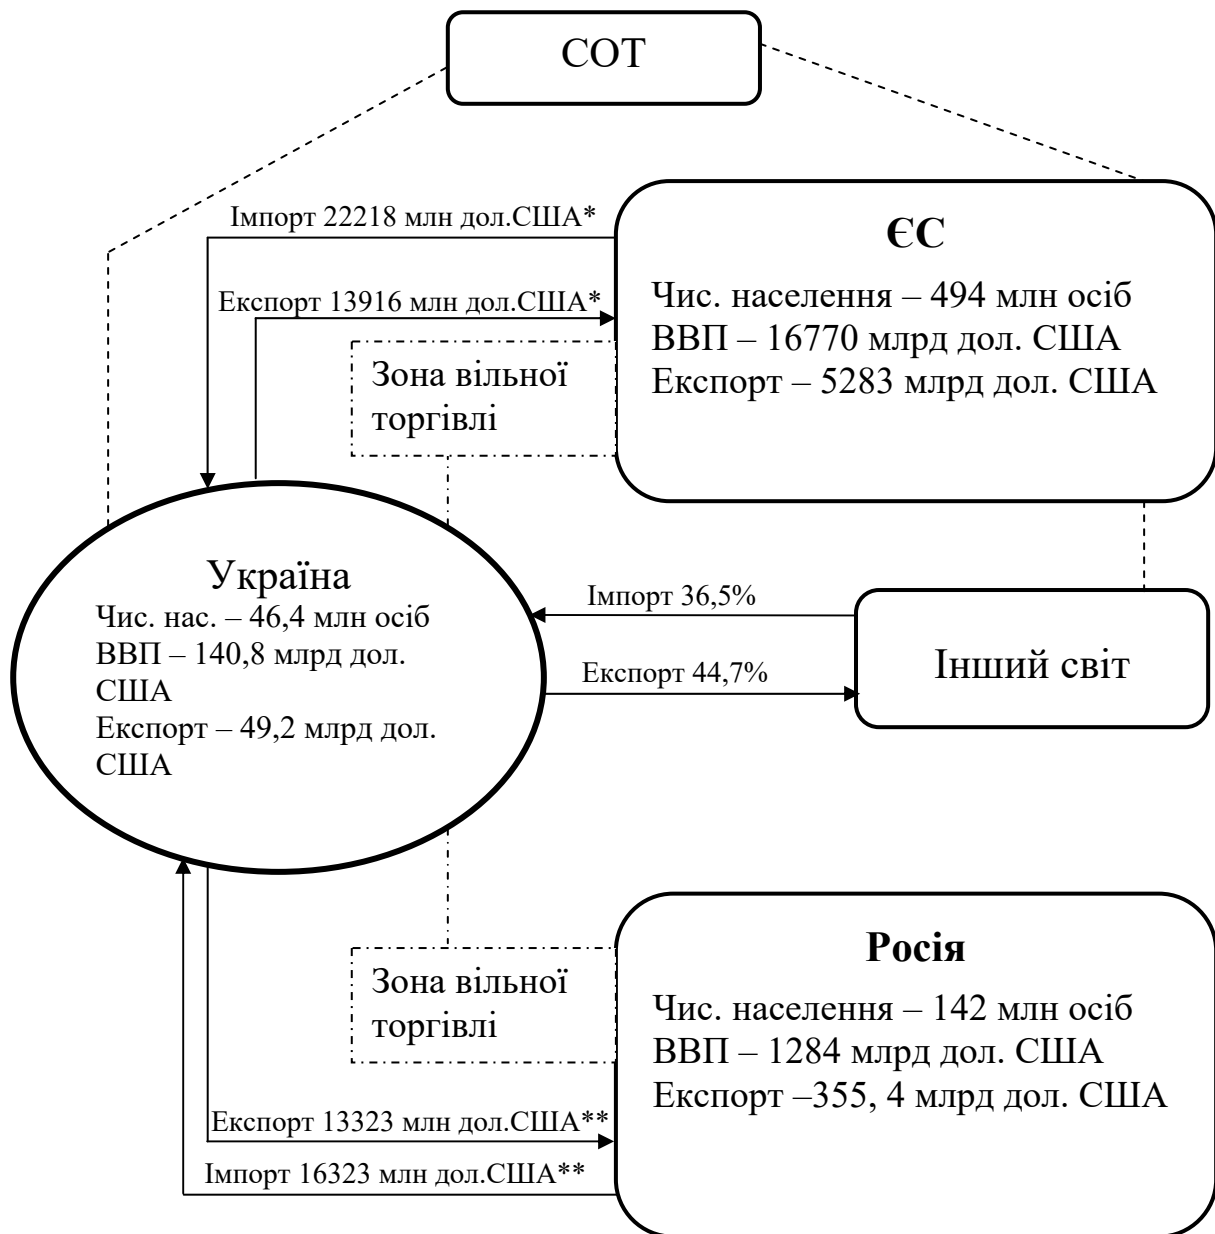 СОТ
Імпорт 22218 млн дол.США*
ЄС
Експорт 13916 млн дол.США*
Чис. населення – 494 млн осіб
ВВП – 16770 млрд дол. США
Експорт – 5283 млрд дол. США
Зона вільної
торгівлі
Україна
Чис. нас. – 46,4 млн осіб
ВВП – 140,8 млрд дол.
США
Експорт – 49,2 млрд дол.
США
Імпорт 36,5%
Експорт 44,7%
Інший світ
Росія
Зона вільної
торгівлі
Чис. населення – 142 млн осіб
ВВП – 1284 млрд дол. США
Експорт –355, 4 млрд дол. США
Експорт 13323 млн дол.США**
Імпорт 16323 млн дол.США**